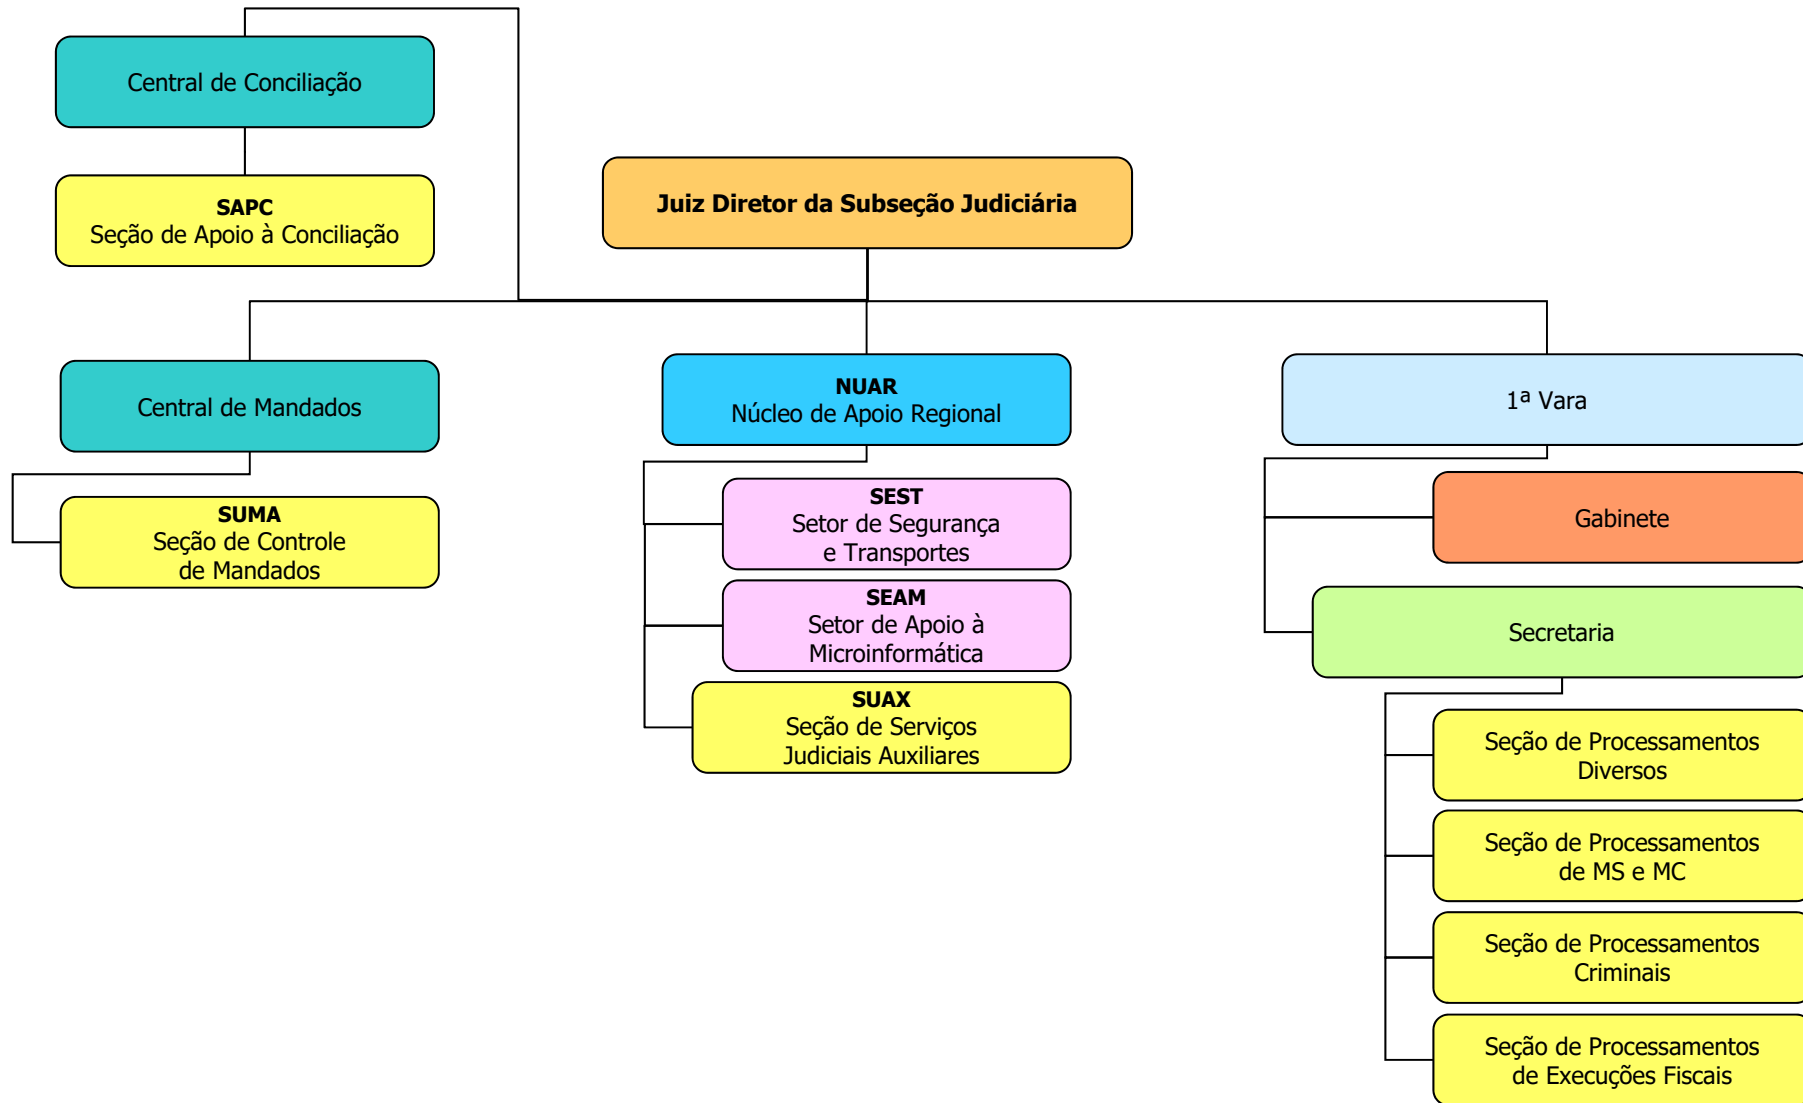 Central de Conciliação
SAPC
Seção de Apoio à Conciliação
Juiz Diretor da Subseção Judiciária
Central de Mandados
SUMA
Seção de Controle
de Mandados
NUAR
Núcleo de Apoio Regional
SEST
Setor de Segurança
e Transportes
SEAM
Setor de Apoio à
Microinformática
SUAX
Seção de Serviços
Judiciais Auxiliares
1ª Vara
Gabinete
Secretaria
Seção de Processamentos
Diversos
Seção de Processamentos
de MS e MC
Seção de Processamentos
Criminais
Seção de Processamentos
de Execuções Fiscais